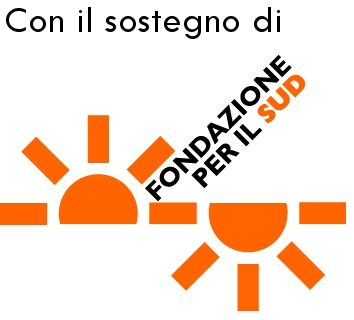 Con il sostegno di
FONDAZIONE
PER IL SUD